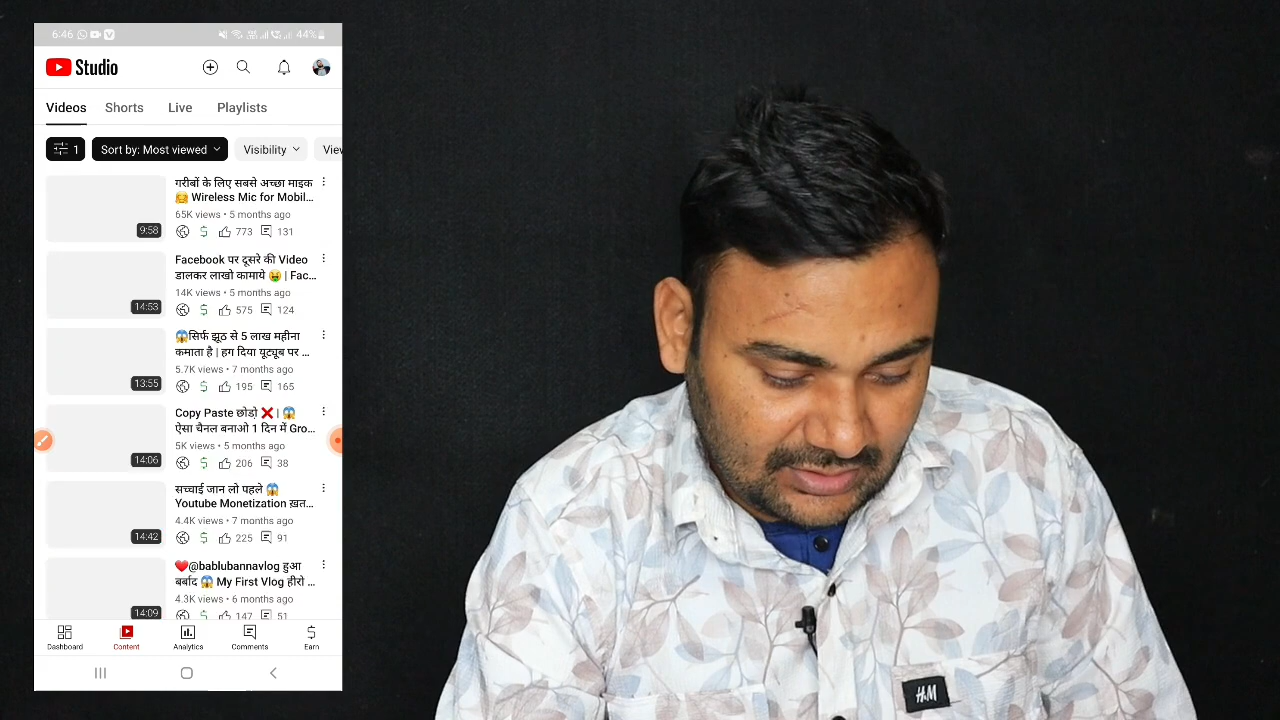 6:46 44%
Studio
Videos Shorts Live Playlists
1 Sort by: Most viewed Visibility
गरीबों के लिए सबसे अच्छा माइक
🤗 Wireless Mic for Mobil...
65K views • 5 months ago
773 131
9:58
Facebook पर दूसरे की Video
डालकर लाखो कामाये 🤑 | Fac...
14K views • 5 months ago
575 124
14:53
😱सिर्फ झूठ से 5 लाख महीना
कमाता है | हग दिया यूट्यूब पर ...
5.7K views • 7 months ago
195 165
13:55
Copy Paste छोडो़ ❌ | 😱
ऐसा चैनल बनाओ 1 दिन में Gro...
5K views • 5 months ago
206 38
14:06
सच्चाई जान लो पहले 😱
Youtube Monetization ख़त...
4.4K views • 7 months ago
225 91
14:42
❤️@bablubannavlog हुआ
बर्बाद 😱 My First Vlog हीरो ...
4.3K views • 6 months ago
147 51
14:09
Dashboard Content Analytics Comments Earn
H&M